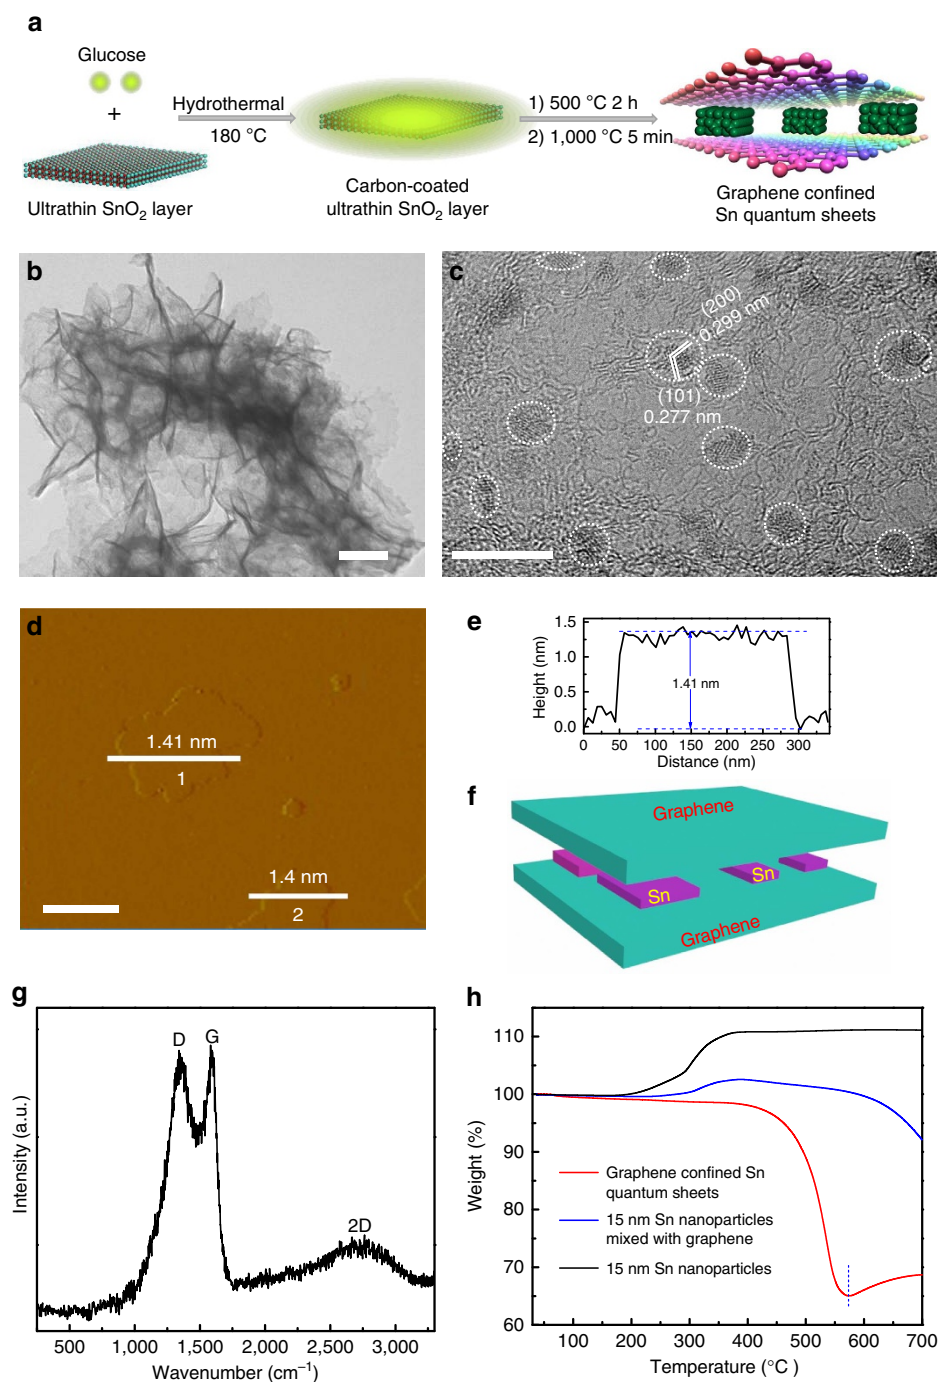 a
Glucose
+
Ultrathin SnO₂ layer
Hydrothermal
180 °C
Carbon-coated
ultrathin SnO₂ layer
1) 500 °C 2 h
2) 1,000 °C 5 min
Graphene confined
Sn quantum sheets
b
c
(200)
0.299 nm
(101)
0.277 nm
d
1.41 nm
1
1.4 nm
2
e
Height (nm)
1.5
1.0
0.5
0.0
1.41 nm
0 50 100 150 200 250 300
Distance (nm)
f
Graphene
Sn
Sn
Graphene
g
Intensity (a.u.)
D
G
2D
500 1,000 1,500 2,000 2,500 3,000
Wavenumber (cm⁻¹)
h
Weight (%)
110
100
90
80
70
60
Graphene confined Sn
quantum sheets
15 nm Sn nanoparticles
mixed with graphene
15 nm Sn nanoparticles
100 200 300 400 500 600 700
Temperature (°C )